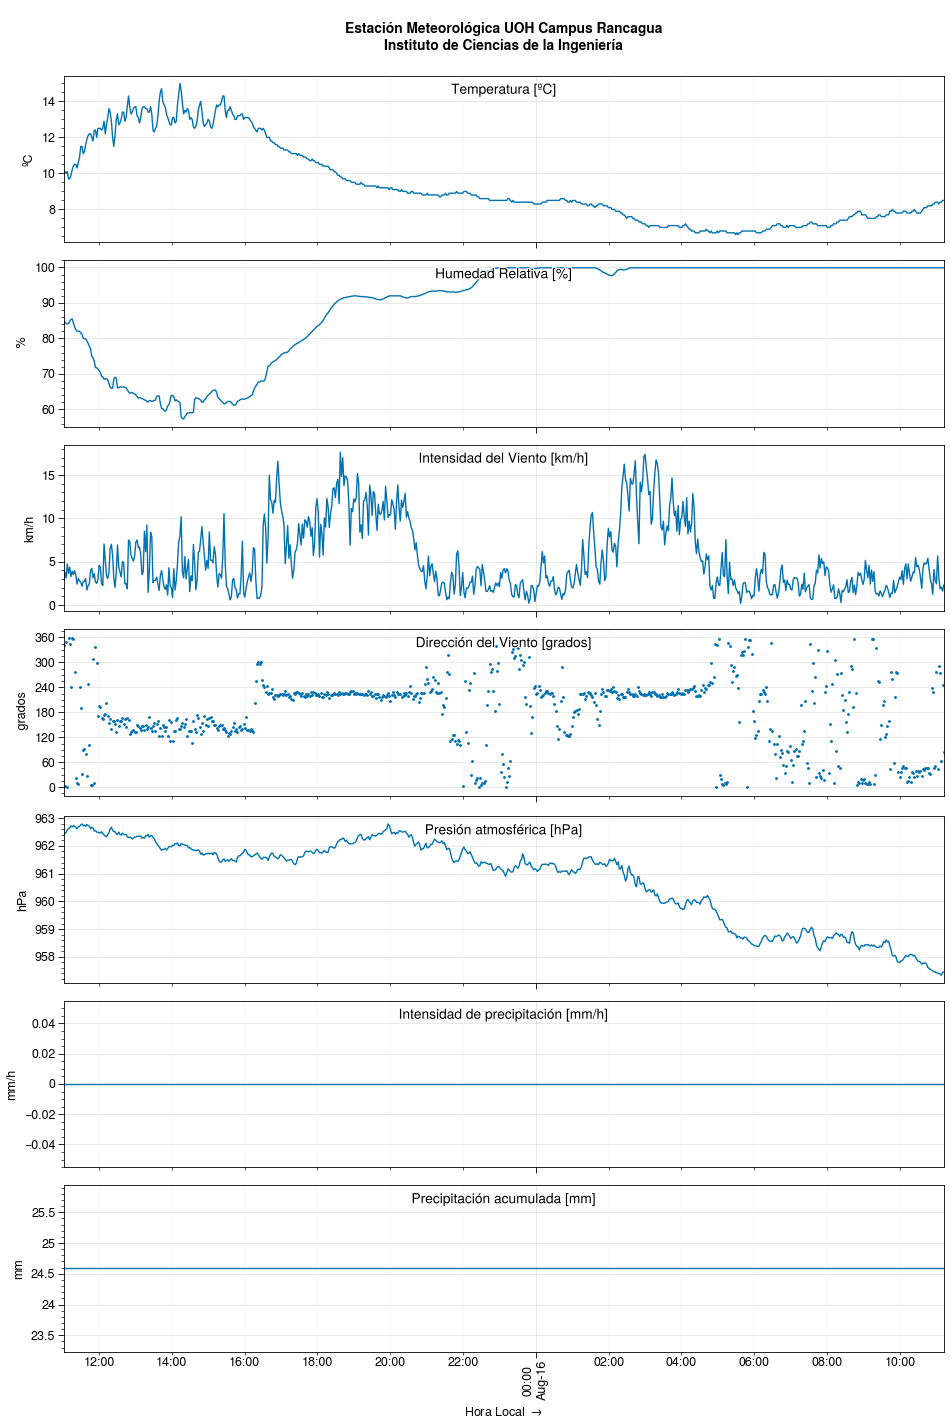 Estación Meteorológica UOH Campus Rancagua
Instituto de Ciencias de la Ingeniería
Temperatura [ºC]
14
12
10
8
ºC
Humedad Relativa [%]
100
90
80
70
60
%
Intensidad del Viento [km/h]
15
10
5
0
km/h
Dirección del Viento [grados]
360
300
240
180
120
60
0
grados
Presión atmosférica [hPa]
963
962
961
960
959
958
hPa
Intensidad de precipitación [mm/h]
0.04
0.02
0
−0.02
−0.04
mm/h
Precipitación acumulada [mm]
25.5
25
24.5
24
23.5
mm
12:00 14:00 16:00 18:00 20:00 22:00 00:00 02:00 04:00 06:00 08:00 10:00
Aug-16
Hora Local →